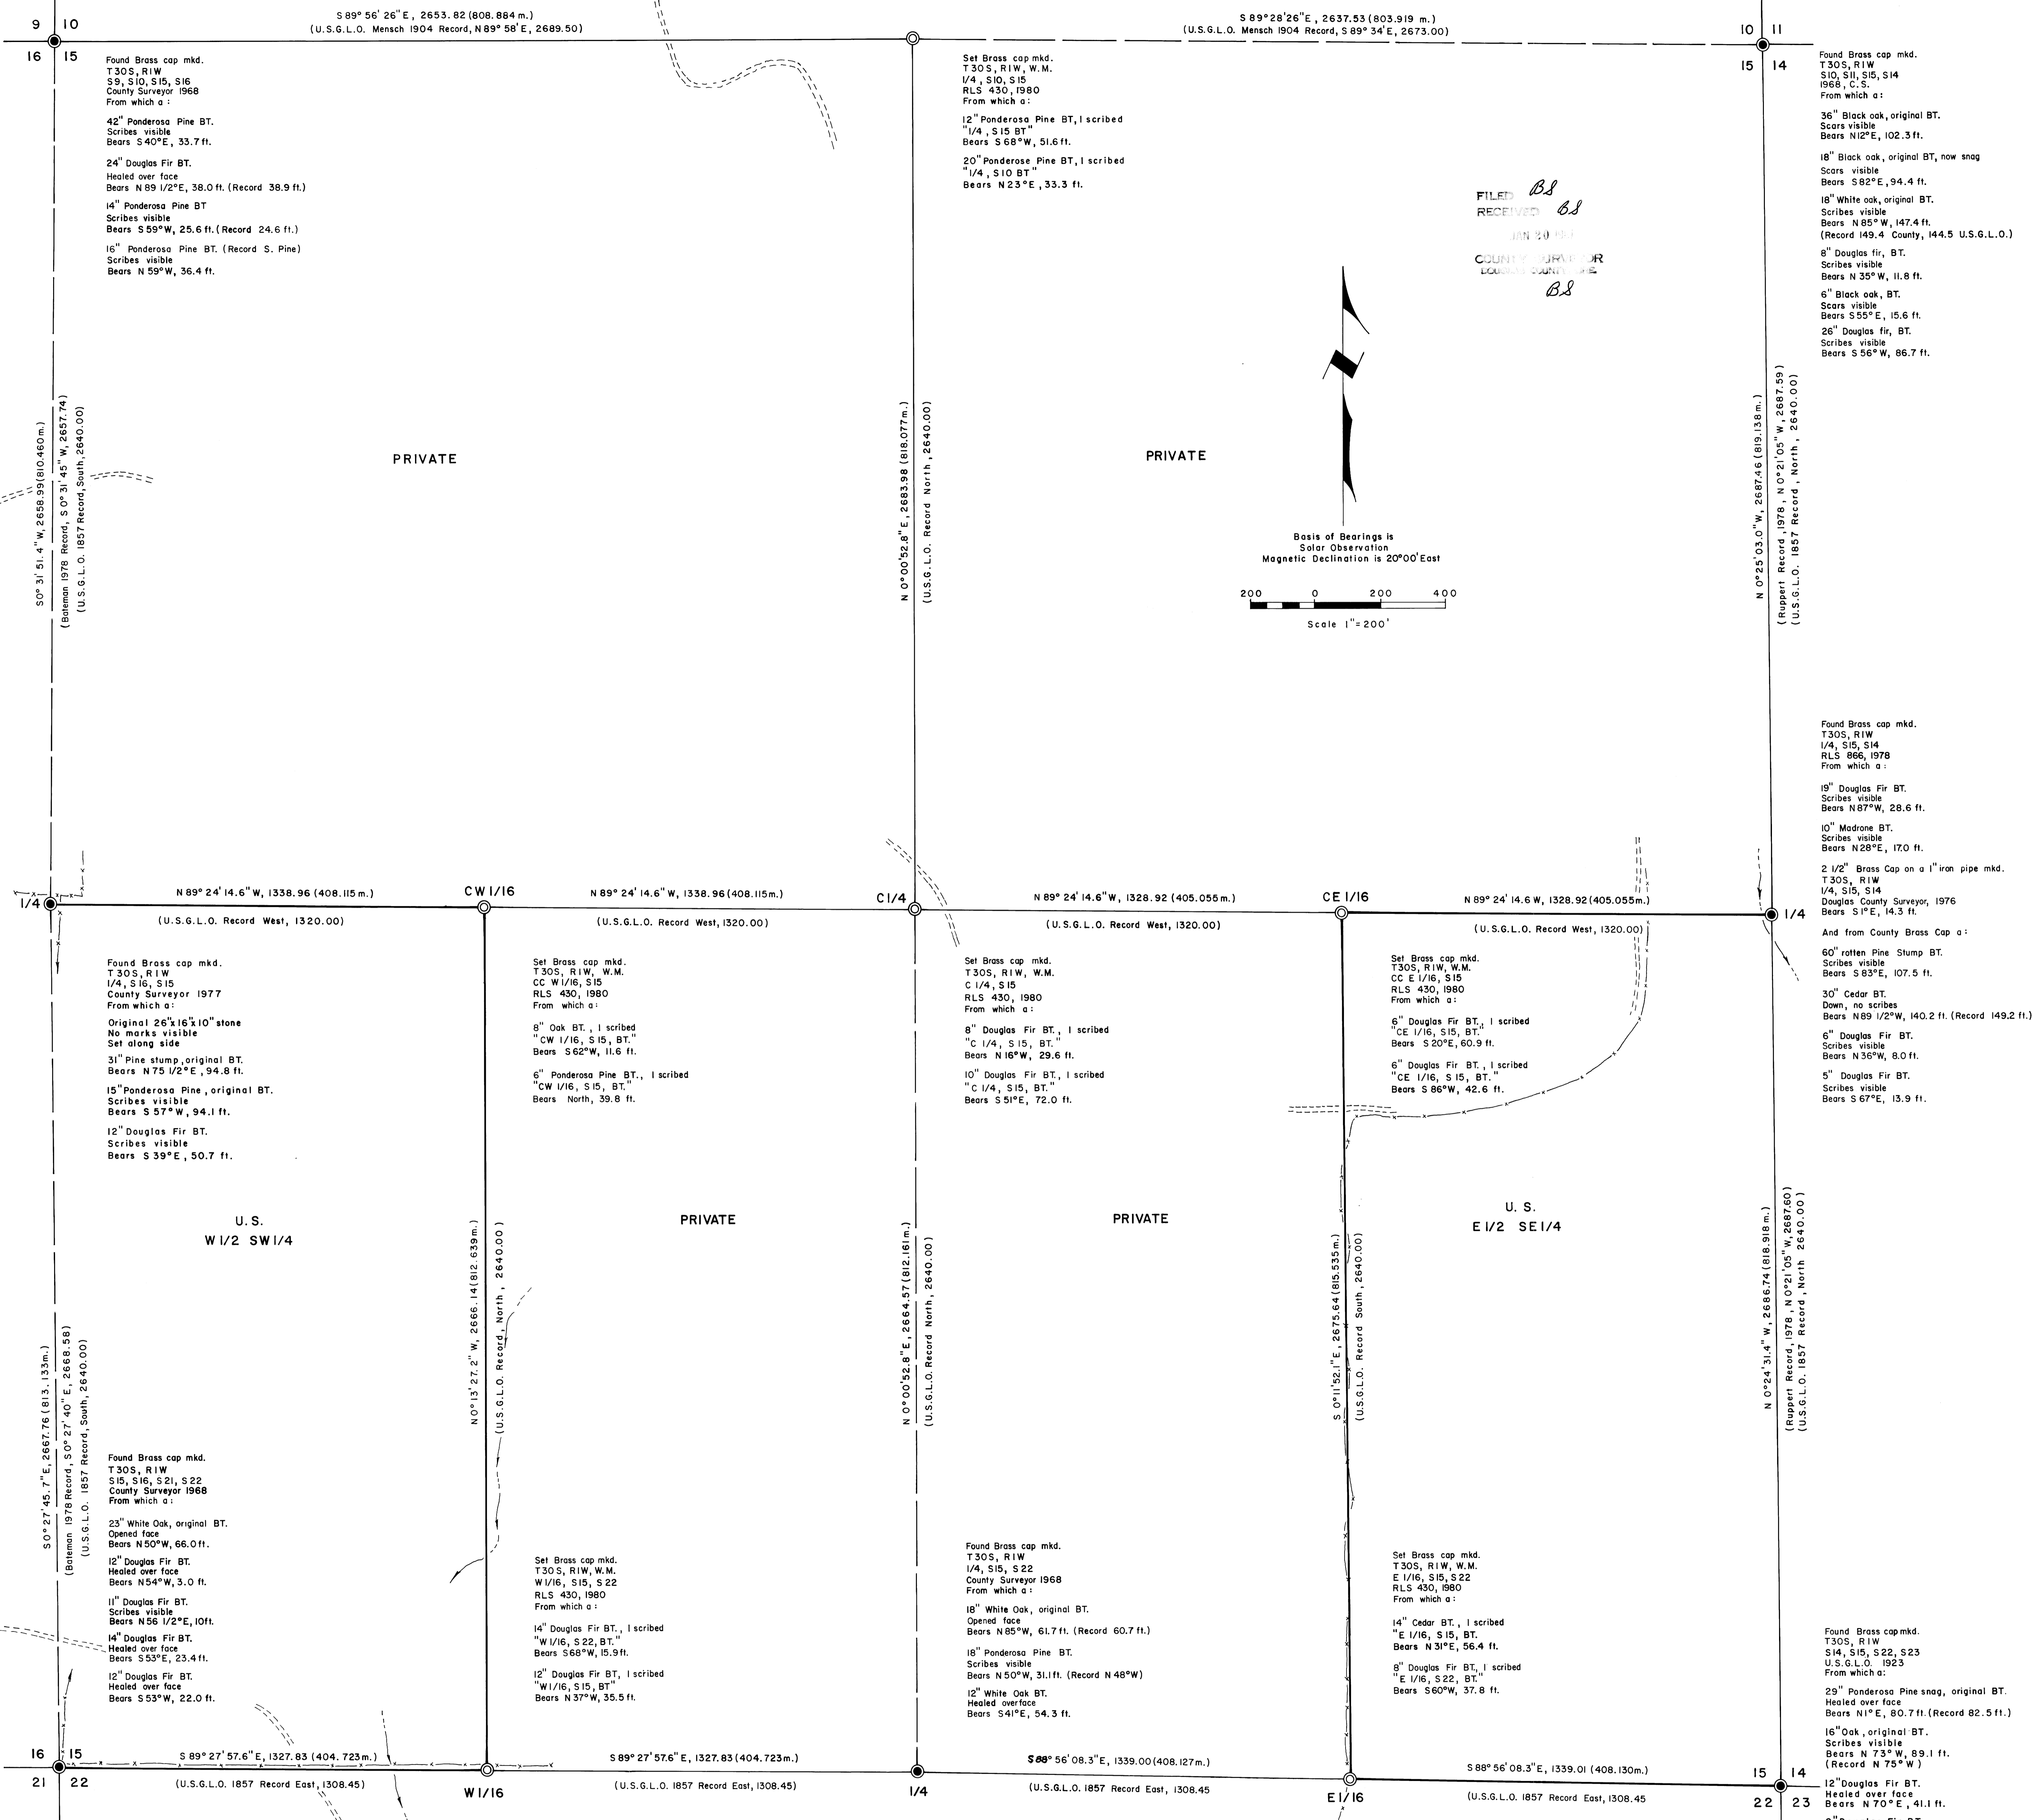 S 89° 56' 26" E, 2653.82 (808.884 m.)
(U.S.G.L.O. Mensch 1904 Record, N 89° 58' E, 2689.50)
S 89° 28' 26" E, 2637.53 (803.919 m.)
(U.S.G.L.O. Mensch 1904 Record, S 89° 34' E, 2673.00)
9 10
16 15
10 11
15 14
Found Brass cap mkd.
T30S, R1W
S9, S10, S15, S16
County Surveyor 1968
From which a :
42" Ponderosa Pine BT.
Scribes visible
Bears S 40° E, 33.7 ft.
24" Douglas Fir BT.
Healed over face
Bears N 89 1/2° E, 38.0 ft. (Record 38.9 ft.)
14" Ponderosa Pine BT
Scribes visible
Bears S 59° W, 25.6 ft. (Record 24.6 ft.)
16" Ponderosa Pine BT. (Record S. Pine)
Scribes visible
Bears N 59° W, 36.4 ft.
Set Brass cap mkd.
T30S, R1W, W.M.
1/4, S10, S15
RLS 430, 1980
From which a:
12" Ponderosa Pine BT, I scribed
"1/4, S15 BT"
Bears S 68° W, 51.6 ft.
20" Ponderose Pine BT, I scribed
"1/4, S10 BT"
Bears N 23° E, 33.3 ft.
FILED BS
RECEIVED BS
JAN 20
COUNTY SURVEYOR
DOUGLAS COUNTY, ORE.
BS
Found Brass cap mkd.
T30S, R1W
S10, S11, S15, S14
1968, C.S.
From which a:
36" Black oak, original BT.
Scars visible
Bears N 12° E, 102.3 ft.
18" Black oak, original BT, now snag
Scars visible
Bears S 82° E, 94.4 ft.
18" White oak, original BT.
Scribes visible
Bears N 85° W, 147.4 ft.
(Record 149.4 County, 144.5 U.S.G.L.O.)
8" Douglas fir, BT.
Scribes visible
Bears N 35° W, 11.8 ft.
6" Black oak, BT.
Scars visible
Bears S 55° E, 15.6 ft.
26" Douglas fir, BT.
Scribes visible
Bears S 56° W, 86.7 ft.
S 0° 31' 51.4" W, 2658.99 (810.460 m.)
(Bateman 1978 Record, S 0° 31' 45" W, 2657.74)
(U.S.G.L.O. 1857 Record, South, 2640.00)
PRIVATE
N 0° 00' 52.8" E, 2683.98 (818.077 m.)
(U.S.G.L.O. Record North, 2640.00)
PRIVATE
N 0° 25' 03.0" W, 2687.46 (819.138 m.)
(Ruppert Record, 1978, N 0° 21' 05" W, 2687.59)
(U.S.G.L.O. 1857 Record, North, 2640.00)
Basis of Bearings is
Solar Observation
Magnetic Declination is 20°00' East
200 0 200 400
Scale 1" = 200'
Found Brass cap mkd.
T30S, R1W
1/4, S15, S14
RLS 866, 1978
From which a :
19" Douglas Fir BT.
Scribes visible
Bears N 87° W, 28.6 ft.
10" Madrone BT.
Scribes visible
Bears N 28° E, 17.0 ft.
2 1/2" Brass Cap on a 1" iron pipe mkd.
T30S, R1W
1/4, S15, S14
Douglas County Surveyor, 1976
Bears S 1° E, 14.3 ft.
And from County Brass Cap a :
60" rotten Pine Stump BT.
Scribes visible
Bears S 83° E, 107.5 ft.
30" Cedar BT.
Down, no scribes
Bears N 89 1/2° W, 140.2 ft. (Record 149.2 ft.)
6" Douglas Fir BT.
Scribes visible
Bears N 36° W, 8.0 ft.
5" Douglas Fir BT.
Scribes visible
Bears S 67° E, 13.9 ft.
1/4
N 89° 24' 14.6" W, 1338.96 (408.115 m.)
(U.S.G.L.O. Record West, 1320.00)
CW 1/16
N 89° 24' 14.6" W, 1338.96 (408.115 m.)
(U.S.G.L.O. Record West, 1320.00)
C 1/4
N 89° 24' 14.6" W, 1328.92 (405.055 m.)
(U.S.G.L.O. Record West, 1320.00)
CE 1/16
N 89° 24' 14.6 W, 1328.92 (405.055 m.)
(U.S.G.L.O. Record West, 1320.00)
1/4
Found Brass cap mkd.
T30S, R1W
1/4, S16, S15
County Surveyor 1977
From which a :
Original 26"x16"x10" stone
No marks visible
Set along side
31" Pine stump, original BT.
Bears N 75 1/2° E, 94.8 ft.
15" Ponderosa Pine, original BT.
Scribes visible
Bears S 57° W, 94.1 ft.
12" Douglas Fir BT.
Scribes visible
Bears S 39° E, 50.7 ft.
Set Brass cap mkd.
T30S, R1W, W.M.
CC W 1/16, S15
RLS 430, 1980
From which a :
8" Oak BT., I scribed
"CW 1/16, S15, BT."
Bears S 62° W, 11.6 ft.
6" Ponderosa Pine BT., I scribed
"CW 1/16, S15, BT."
Bears North, 39.8 ft.
Set Brass cap mkd.
T30S, R1W, W.M.
C 1/4, S15
RLS 430, 1980
From which a :
8" Douglas Fir BT., I scribed
"C 1/4, S15, BT."
Bears N 16° W, 29.6 ft.
10" Douglas Fir BT., I scribed
"C 1/4, S15, BT."
Bears S 51° E, 72.0 ft.
Set Brass cap mkd.
T30S, R1W, W.M.
CC E 1/16, S15
RLS 430, 1980
From which a :
6" Douglas Fir BT., I scribed
"CE 1/16, S15, BT."
Bears S 20° E, 60.9 ft.
6" Douglas Fir BT., I scribed
"CE 1/16, S15, BT."
Bears S 86° W, 42.6 ft.
U.S.
W 1/2 SW 1/4
PRIVATE
PRIVATE
U.S.
E 1/2 SE 1/4
S 0° 27' 45.7" E, 2667.76 (813.133 m.)
(Bateman 1978 Record, S 0° 27' 40" E, 2668.58)
(U.S.G.L.O. 1857 Record, South, 2640.00)
N 0° 13' 27.2" W, 2666.14 (812.639 m.)
(U.S.G.L.O. Record, North, 2640.00)
N 0° 00' 52.8" E, 2664.57 (812.161 m.)
(U.S.G.L.O. Record North, 2640.00)
S 0° 11' 52.1" E, 2675.64 (815.535 m.)
(U.S.G.L.O. Record South, 2640.00)
N 0° 24' 31.4" W, 2686.74 (818.918 m.)
(Ruppert Record, 1978, N 0° 21' 05" W, 2687.60)
(U.S.G.L.O. 1857 Record, North 2640.00)
Found Brass cap mkd.
T30S, R1W
S15, S16, S21, S22
County Surveyor 1968
From which a :
23" White Oak, original BT.
Opened face
Bears N 50° W, 66.0 ft.
12" Douglas Fir BT.
Healed over face
Bears N 54° W, 3.0 ft.
11" Douglas Fir BT.
Scribes visible
Bears N 56 1/2° E, 10 ft.
14" Douglas Fir BT.
Healed over face
Bears S 53° E, 23.4 ft.
12" Douglas Fir BT.
Healed over face
Bears S 53° W, 22.0 ft.
Set Brass cap mkd.
T30S, R1W, W.M.
W 1/16, S15, S22
RLS 430, 1980
From which a :
14" Douglas Fir BT., I scribed
"W 1/16, S22, BT."
Bears S 68° W, 15.9 ft.
12" Douglas Fir BT, I scribed
"W 1/16, S15, BT"
Bears N 37° W, 35.5 ft.
Found Brass cap mkd.
T30S, R1W
1/4, S15, S22
County Surveyor 1968
From which a :
18" White Oak, original BT.
Opened face
Bears N 85° W, 61.7 ft. (Record 60.7 ft.)
18" Ponderosa Pine BT.
Scribes visible
Bears N 50° W, 31.1 ft. (Record N 48° W)
12" White Oak BT.
Healed overface
Bears S 41° E, 54.3 ft.
Set Brass cap mkd.
T30S, R1W, W.M.
E 1/16, S15, S22
RLS 430, 1980
From which a :
14" Cedar BT., I scribed
"E 1/16, S15, BT.
Bears N 31° E, 56.4 ft.
8" Douglas Fir BT., I scribed
"E 1/16, S22, BT."
Bears S 60° W, 37.8 ft.
Found Brass cap mkd.
T30S, R1W
S14, S15, S22, S23
U.S.G.L.O. 1923
From which a:
29" Ponderosa Pine snag, original BT.
Healed over face
Bears N 1° E, 80.7 ft. (Record 82.5 ft.)
16" Oak, original BT.
Scribes visible
Bears N 73° W, 89.1 ft.
(Record N 75° W)
12" Douglas Fir BT.
Healed over face
Bears N 70° E, 41.1 ft.
16 15
21 22
S 89° 27' 57.6" E, 1327.83 (404.723 m.)
(U.S.G.L.O. 1857 Record East, 1308.45)
W 1/16
S 89° 27' 57.6" E, 1327.83 (404.723 m.)
(U.S.G.L.O. 1857 Record East, 1308.45)
1/4
S 88° 56' 08.3" E, 1339.00 (408.127 m.)
(U.S.G.L.O. 1857 Record East, 1308.45
E 1/16
S 88° 56' 08.3" E, 1339.01 (408.130 m.)
(U.S.G.L.O. 1857 Record East, 1308.45
15 14
22 23